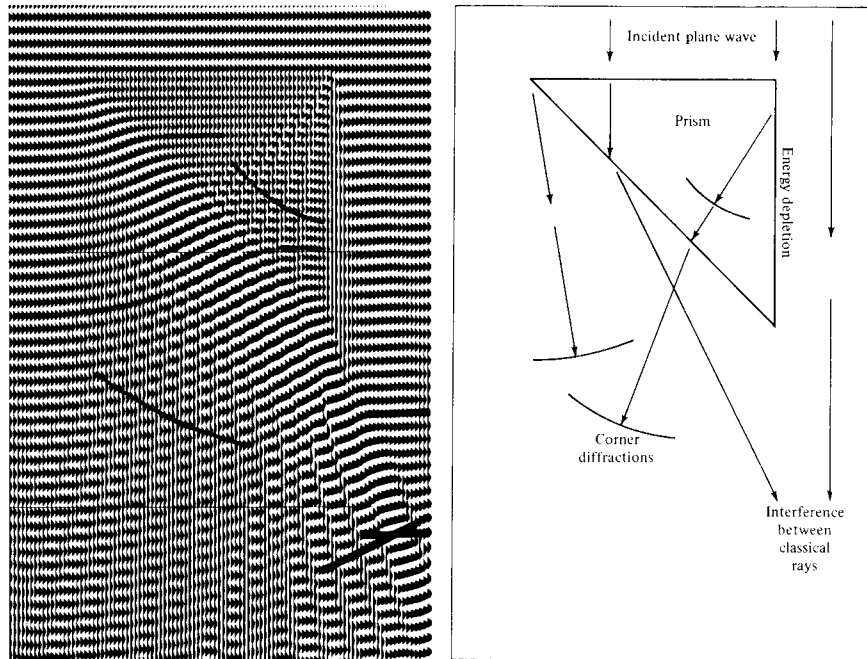 Incident plane wave
Prism
Energy depletion
Corner
diffractions
Interference
between
classical
rays